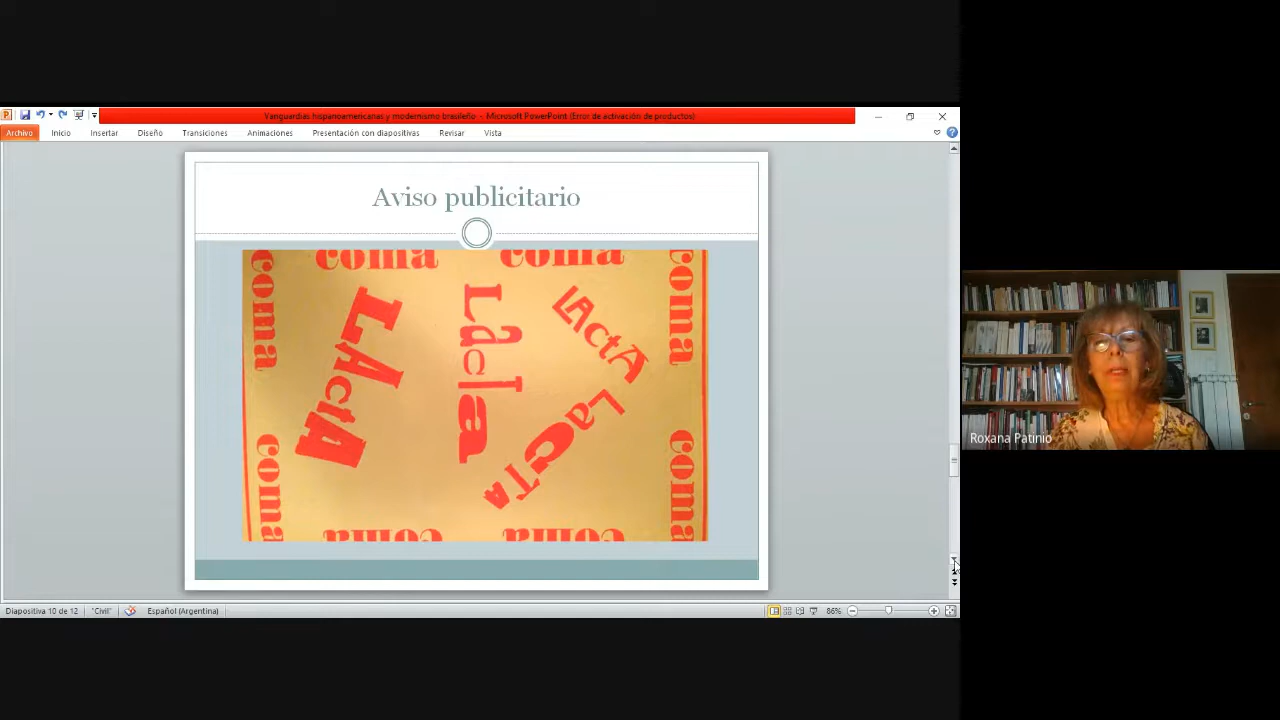 Vanguardias hispanoamericanas y modernismo brasileño - Microsoft PowerPoint (Error de activación de productos)
Archivo Inicio Insertar Diseño Transiciones Animaciones Presentación con diapositivas Revisar Vista
Aviso publicitario
coma coma
coma
coma
LActA
Lacta
LActA
LaCTA
coma
coma
coma coma
Roxana Patinio
Diapositiva 10 de 12 "Civil" Español (Argentina) 86%